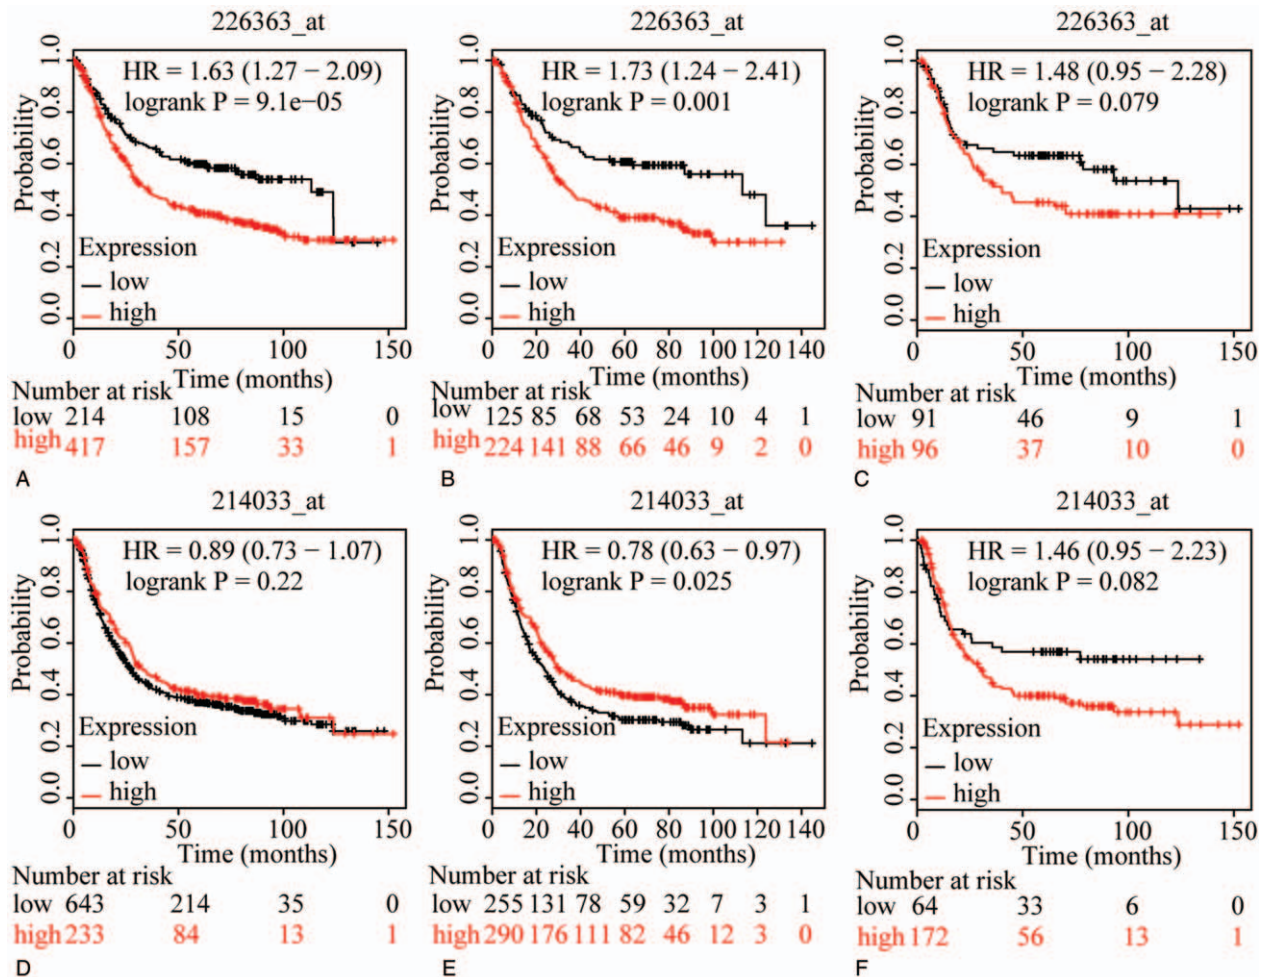 226363_at
HR = 1.63 (1.27 − 2.09)
logrank P = 9.1e−05
Probability
1.0
0.8
0.6
0.4
0.2
0.0
Expression
low
high
0 50 100 150
Time (months)
Number at risk
low 214 108 15 0
high 417 157 33 1
A
226363_at
HR = 1.73 (1.24 − 2.41)
logrank P = 0.001
Probability
1.0
0.8
0.6
0.4
0.2
0.0
Expression
low
high
0 20 40 60 80 100 120 140
Time (months)
Number at risk
low 125 85 68 53 24 10 4 1
high 224 141 88 66 46 9 2 0
B
226363_at
HR = 1.48 (0.95 − 2.28)
logrank P = 0.079
Probability
1.0
0.8
0.6
0.4
0.2
0.0
Expression
low
high
0 50 100 150
Time (months)
Number at risk
low 91 46 9 1
high 96 37 10 0
C
214033_at
HR = 0.89 (0.73 − 1.07)
logrank P = 0.22
Probability
1.0
0.8
0.6
0.4
0.2
0.0
Expression
low
high
0 50 100 150
Time (months)
Number at risk
low 643 214 35 0
high 233 84 13 1
D
214033_at
HR = 0.78 (0.63 − 0.97)
logrank P = 0.025
Probability
1.0
0.8
0.6
0.4
0.2
0.0
Expression
low
high
0 20 40 60 80 100 120 140
Time (months)
Number at risk
low 255 131 78 59 32 7 3 1
high 290 176 111 82 46 12 3 0
E
214033_at
HR = 1.46 (0.95 − 2.23)
logrank P = 0.082
Probability
1.0
0.8
0.6
0.4
0.2
0.0
Expression
low
high
0 50 100 150
Time (months)
Number at risk
low 64 33 6 0
high 172 56 13 1
F